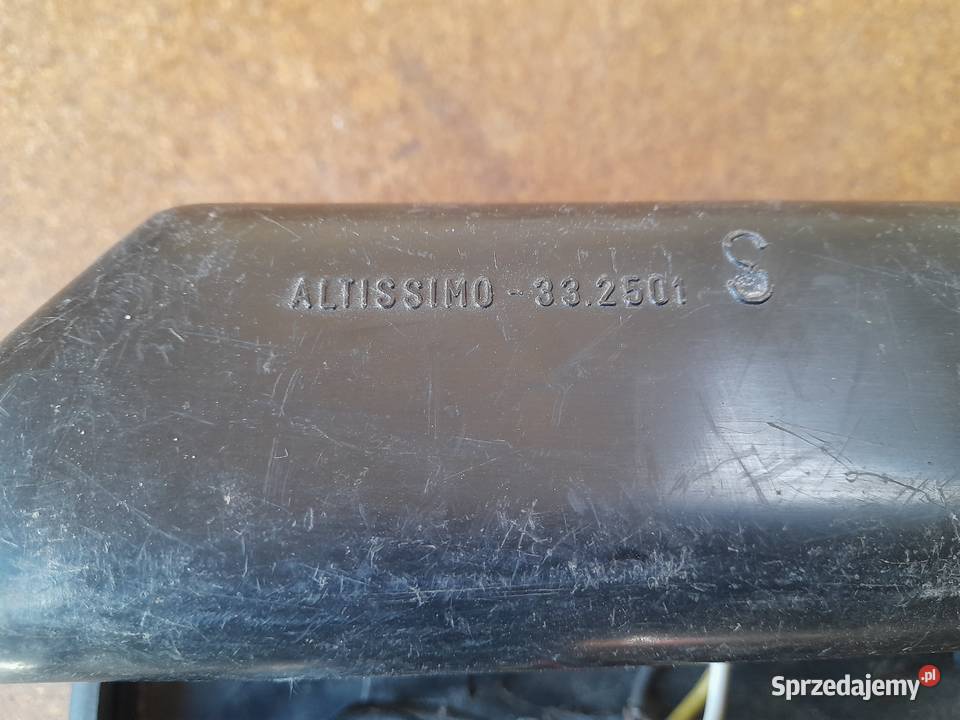 ALTISSIMO - 33.2501 S
Sprzedajemy.pl